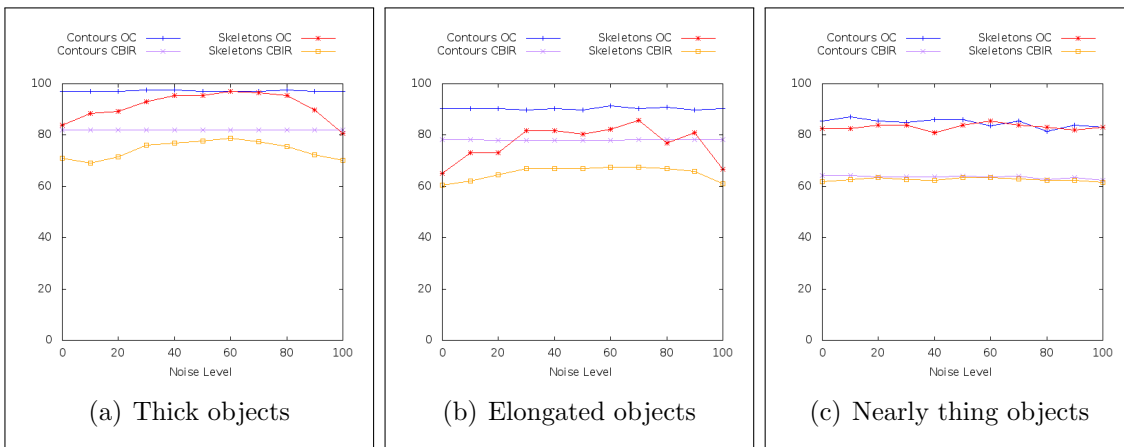 Contours OC Skeletons OC
Contours CBIR Skeletons CBIR
100
80
60
40
20
0
0 20 40 60 80 100
Noise Level
(a) Thick objects
Contours OC Skeletons OC
Contours CBIR Skeletons CBIR
100
80
60
40
20
0
0 20 40 60 80 100
Noise Level
(b) Elongated objects
Contours OC Skeletons OC
Contours CBIR Skeletons CBIR
100
80
60
40
20
0
0 20 40 60 80 100
Noise Level
(c) Nearly thing objects